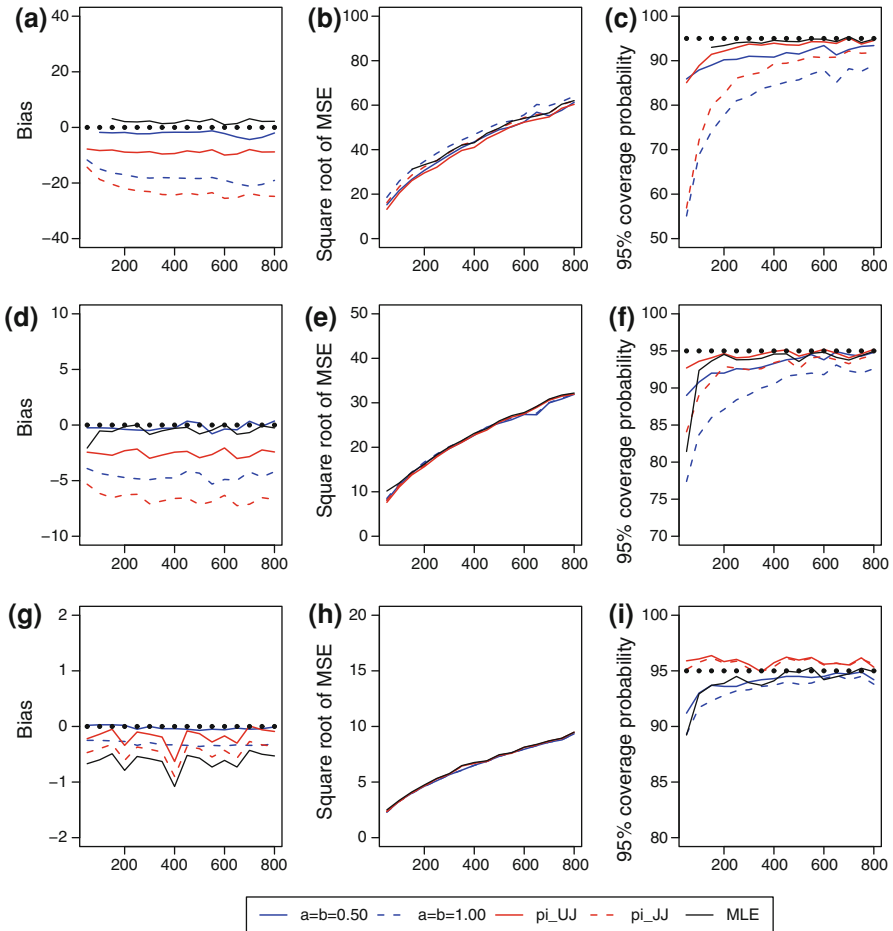 (a)
Bias
40
20
0
−20
−40
200 400 600 800
(b)
Square root of MSE
100
80
60
40
20
0
0 200 400 600 800
(c)
95% coverage probability
100
90
80
70
60
50
0 200 400 600 800
(d)
Bias
10
5
0
−5
−10
200 400 600 800
(e)
Square root of MSE
50
40
30
20
10
0
0 200 400 600 800
(f)
95% coverage probability
100
95
90
85
80
75
70
0 200 400 600 800
(g)
Bias
2
1
0
−1
−2
200 400 600 800
(h)
Square root of MSE
20
15
10
5
0
0 200 400 600 800
(i)
95% coverage probability
100
95
90
85
80
0 200 400 600 800
a=b=0.50 a=b=1.00 pi_UJ pi_JJ MLE